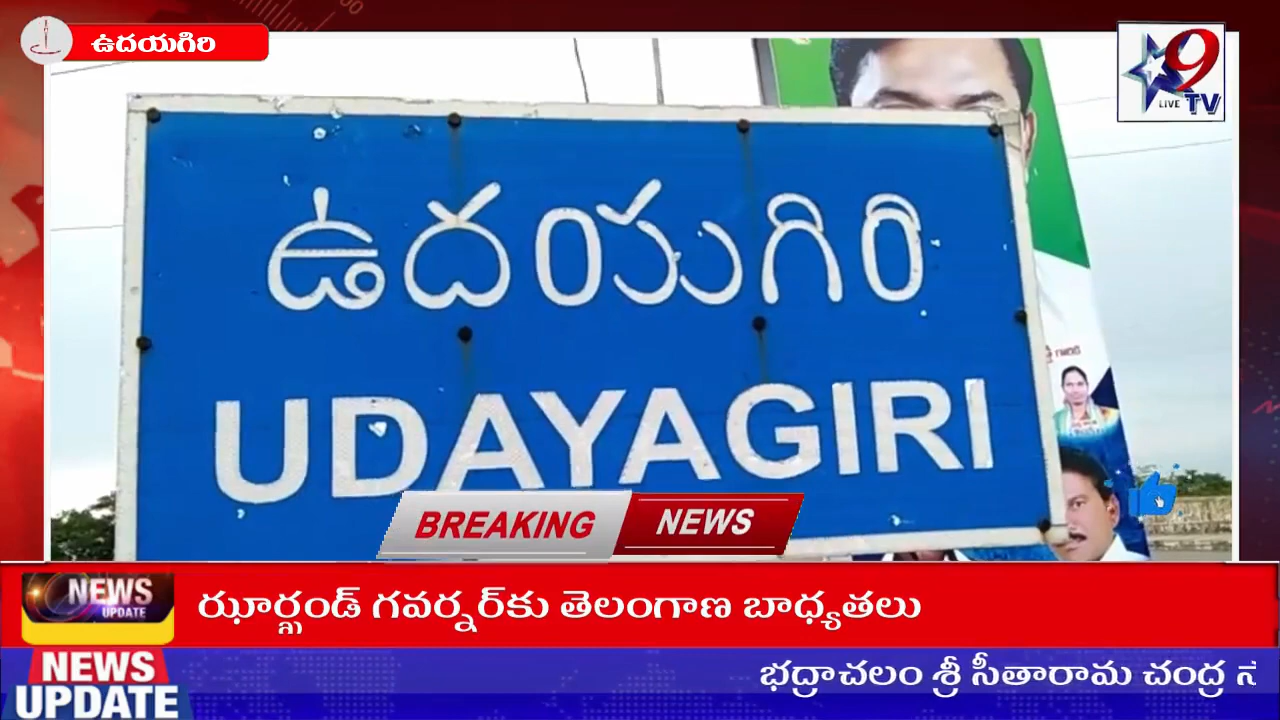 ఉదయగిరి
9
LIVE TV
ఉదయగిరి
UDAYAGIRI
BREAKING NEWS
NEWS
UPDATE
ఝార్ఖండ్ గవర్నర్‌కు తెలంగాణ బాధ్యతలు
NEWS
UPDATE
భద్రాచలం శ్రీ సీతారామ చంద్ర